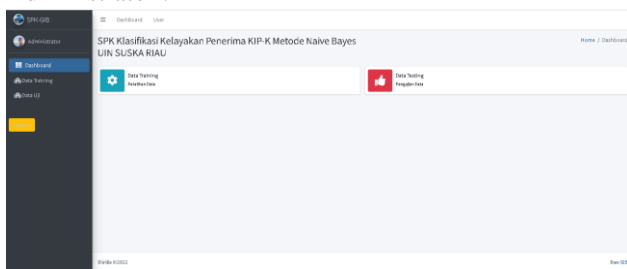 SPK-GIB
Dashboard User
Administrator
SPK Klasifikasi Kelayakan Penerima KIP-K Metode Naive Bayes
UIN SUSKA RIAU
Home / Dashboard
Dashboard
Data Training
Data Uji
Data Training
Pelatihan Data
Data Testing
Pengujian Data